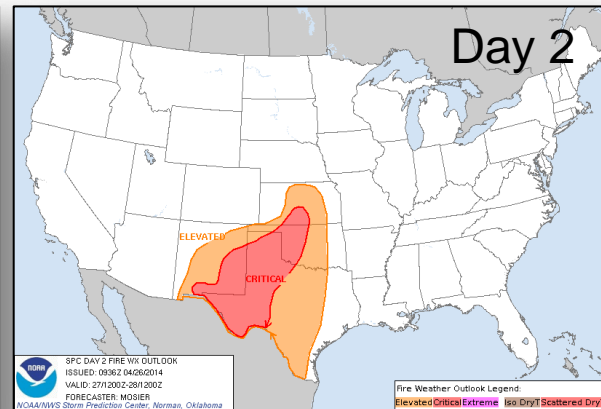 Day 2
ELEVATED
CRITICAL
NOAA
SPC DAY 2 FIRE WX OUTLOOK
ISSUED: 0936Z 04/26/2014
VALID: 27/1200Z-28/1200Z
FORECASTER: MOSIER
NOAA/NWS Storm Prediction Center, Norman, Oklahoma
Fire Weather Outlook Legend:
Elevated Critical Extreme Iso DryT Scattered Dry